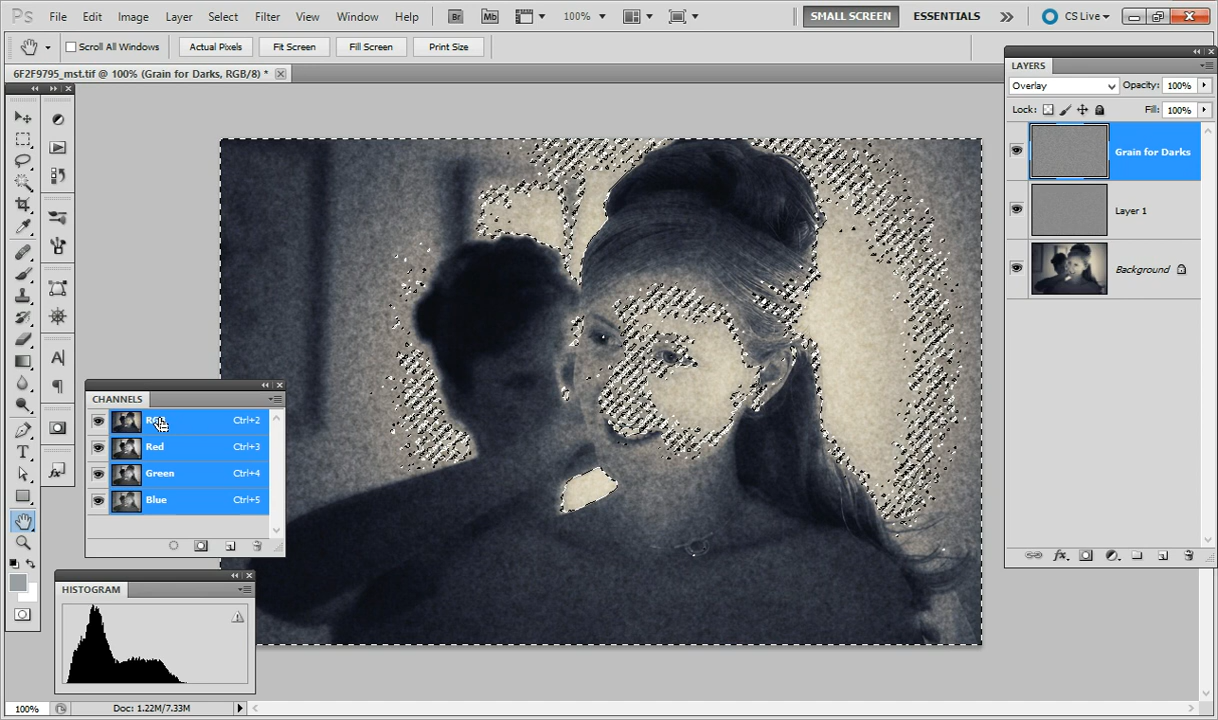 Ps File Edit Image Layer Select Filter View Window Help Br Mb 100% SMALL SCREEN ESSENTIALS CS Live
Scroll All Windows Actual Pixels Fit Screen Fill Screen Print Size
6F2F9795_mst.tif @ 100% (Grain for Darks, RGB/8) *
LAYERS
Overlay Opacity: 100%
Lock: Fill: 100%
Grain for Darks
Layer 1
Background
CHANNELS
Ctrl+2
Red Ctrl+3
Green Ctrl+4
Blue Ctrl+5
HISTOGRAM
100% Doc: 1.22M/7.33M